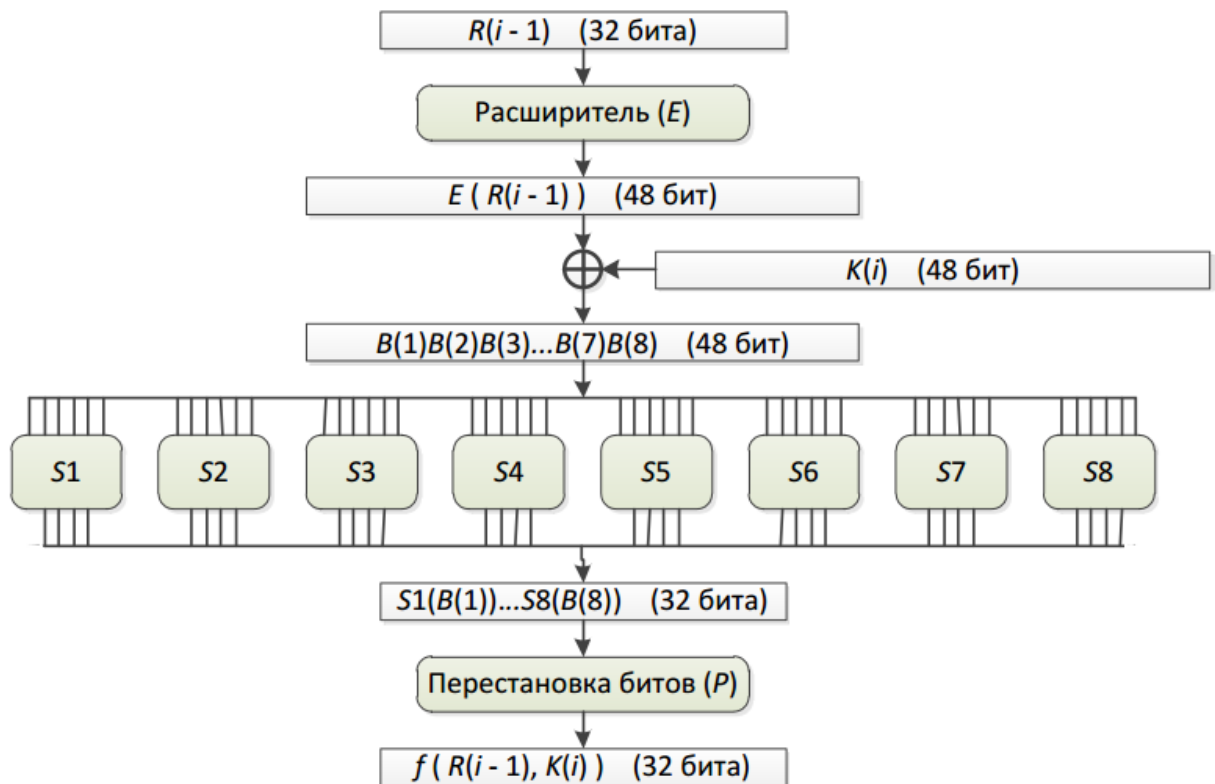 R(i - 1) (32 бита)
Расширитель (E)
E ( R(i - 1) ) (48 бит)
K(i) (48 бит)
B(1)B(2)B(3)...B(7)B(8) (48 бит)
S1 S2 S3 S4 S5 S6 S7 S8
S1(B(1))...S8(B(8)) (32 бита)
Перестановка битов (P)
f ( R(i - 1), K(i) ) (32 бита)